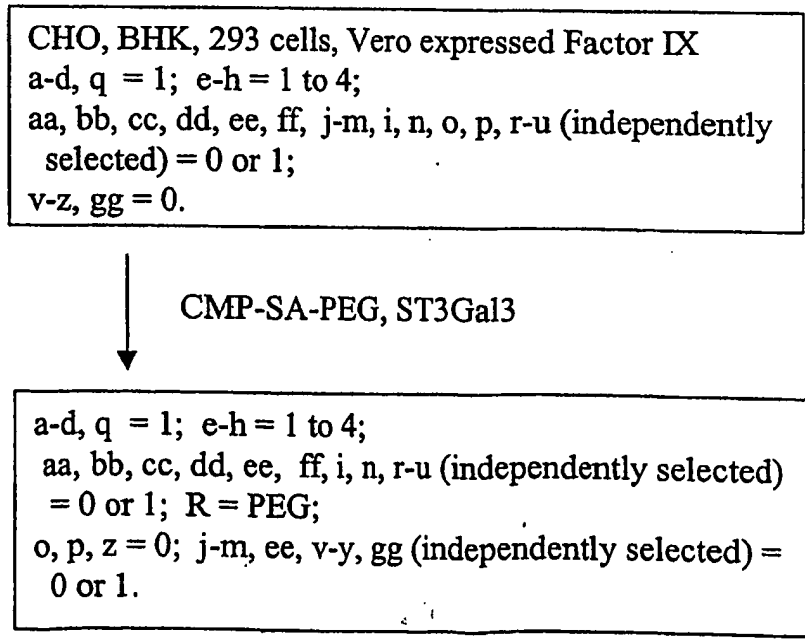 CHO, BHK, 293 cells, Vero expressed Factor IX
a-d, q = 1; e-h = 1 to 4;
aa, bb, cc, dd, ee, ff, j-m, i, n, o, p, r-u (independently
selected) = 0 or 1;
v-z, gg = 0.
CMP-SA-PEG, ST3Gal3
a-d, q = 1; e-h = 1 to 4;
aa, bb, cc, dd, ee, ff, i, n, r-u (independently selected)
= 0 or 1; R = PEG;
o, p, z = 0; j-m, ee, v-y, gg (independently selected) =
0 or 1.